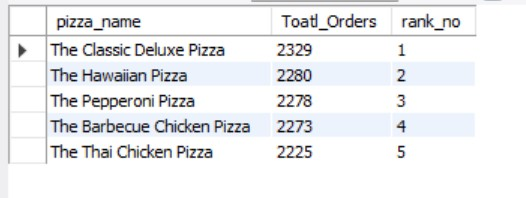 pizza_name Toatl_Orders rank_no
The Classic Deluxe Pizza 2329 1
The Hawaiian Pizza 2280 2
The Pepperoni Pizza 2278 3
The Barbecue Chicken Pizza 2273 4
The Thai Chicken Pizza 2225 5